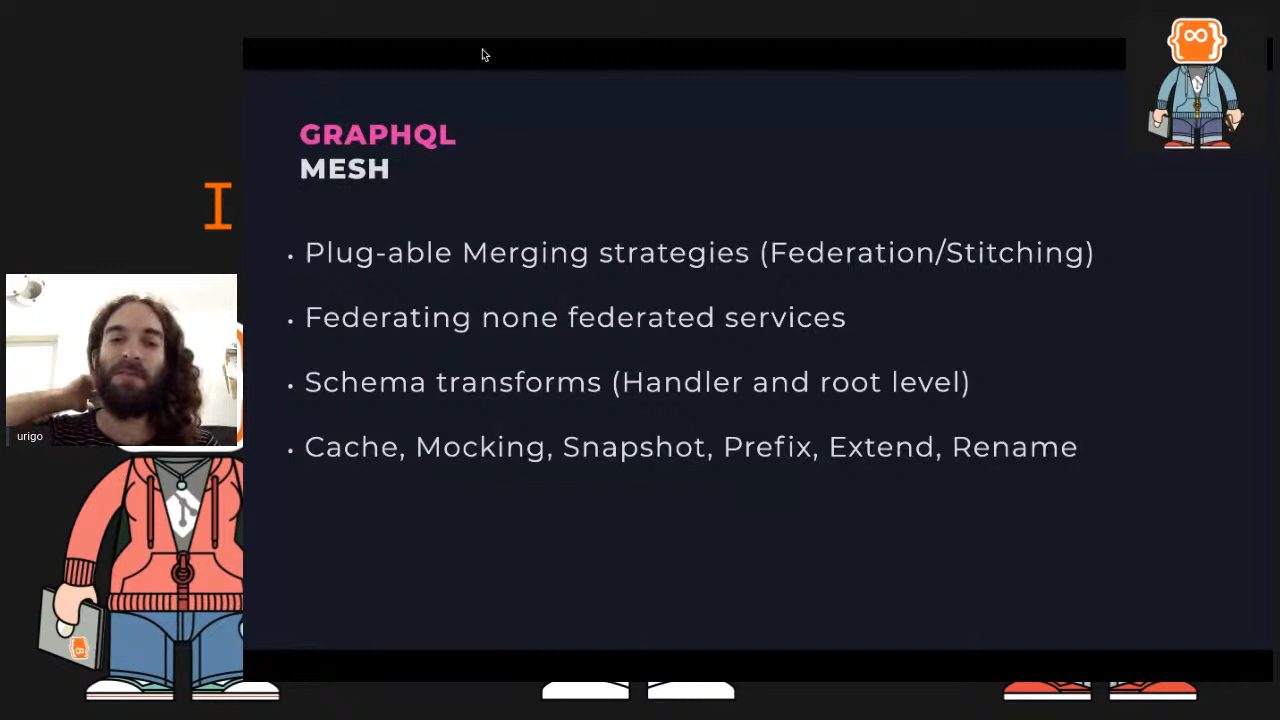 GRAPHQL
MESH
I
• Plug-able Merging strategies (Federation/Stitching)
• Federating none federated services
• Schema transforms (Handler and root level)
• Cache, Mocking, Snapshot, Prefix, Extend, Rename
urigo